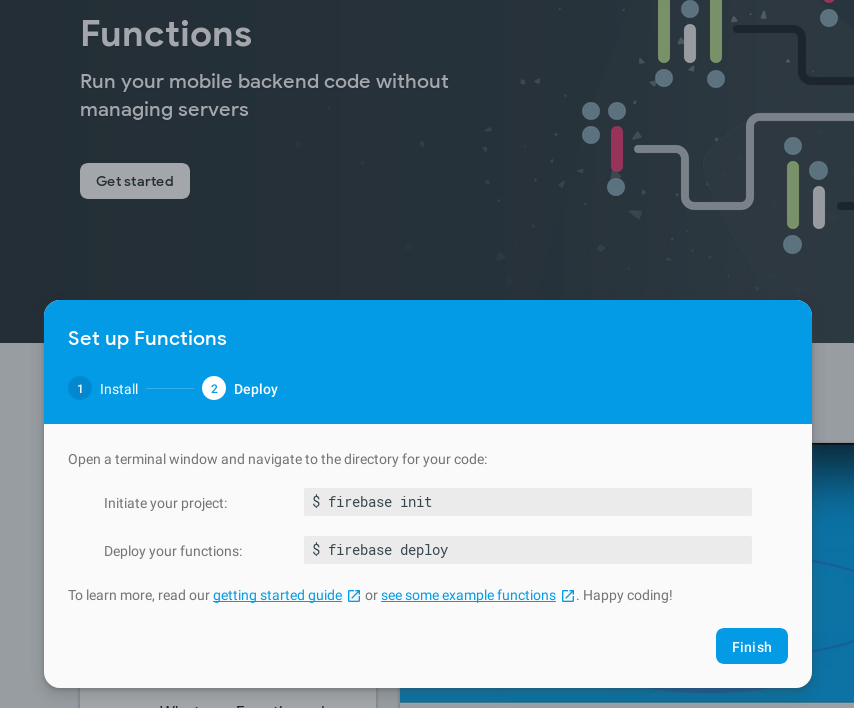 Functions
Run your mobile backend code without
managing servers
Get started
Set up Functions
1 Install 2 Deploy
Open a terminal window and navigate to the directory for your code:
Initiate your project: $ firebase init
Deploy your functions: $ firebase deploy
To learn more, read our getting started guide or see some example functions. Happy coding!
Finish